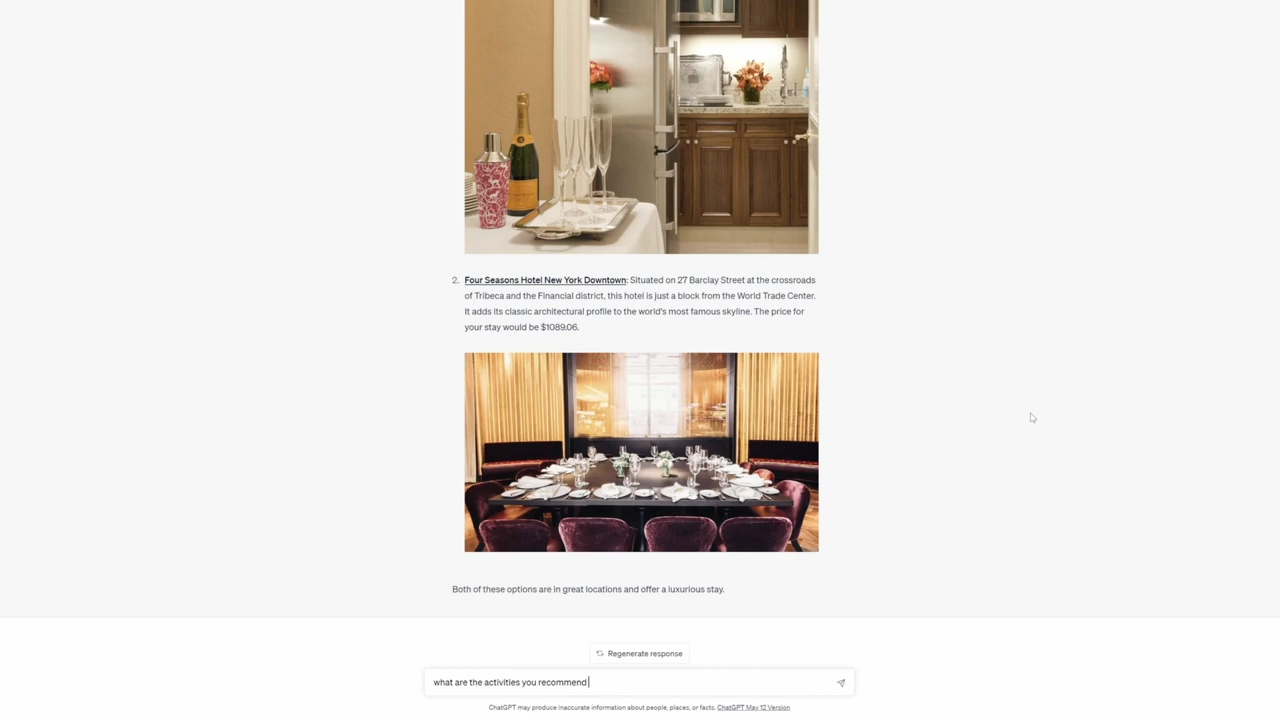 2. Four Seasons Hotel New York Downtown: Situated on 27 Barclay Street at the crossroads
of Tribeca and the Financial district, this hotel is just a block from the World Trade Center.
It adds its classic architectural profile to the world's most famous skyline. The price for
your stay would be $1089.06.
Both of these options are in great locations and offer a luxurious stay.
Regenerate response
what are the activities you recommend
ChatGPT may produce inaccurate information about people, places, or facts. ChatGPT May 12 Version